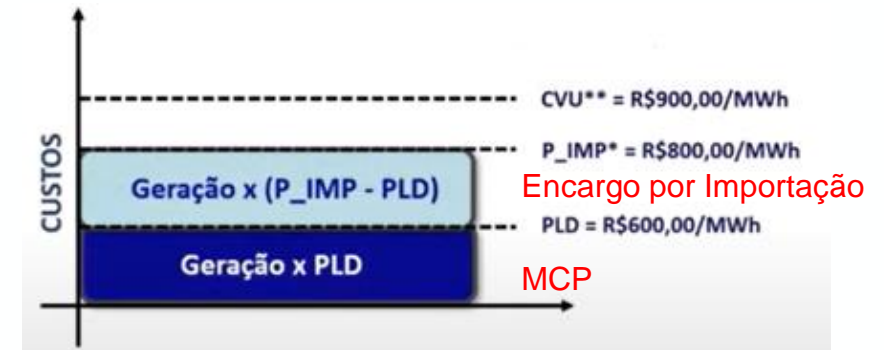 CUSTOS
CVU** = R$900,00/MWh
P_IMP* = R$800,00/MWh
Geração x (P_IMP - PLD)
Encargo por Importação
PLD = R$600,00/MWh
Geração x PLD
MCP